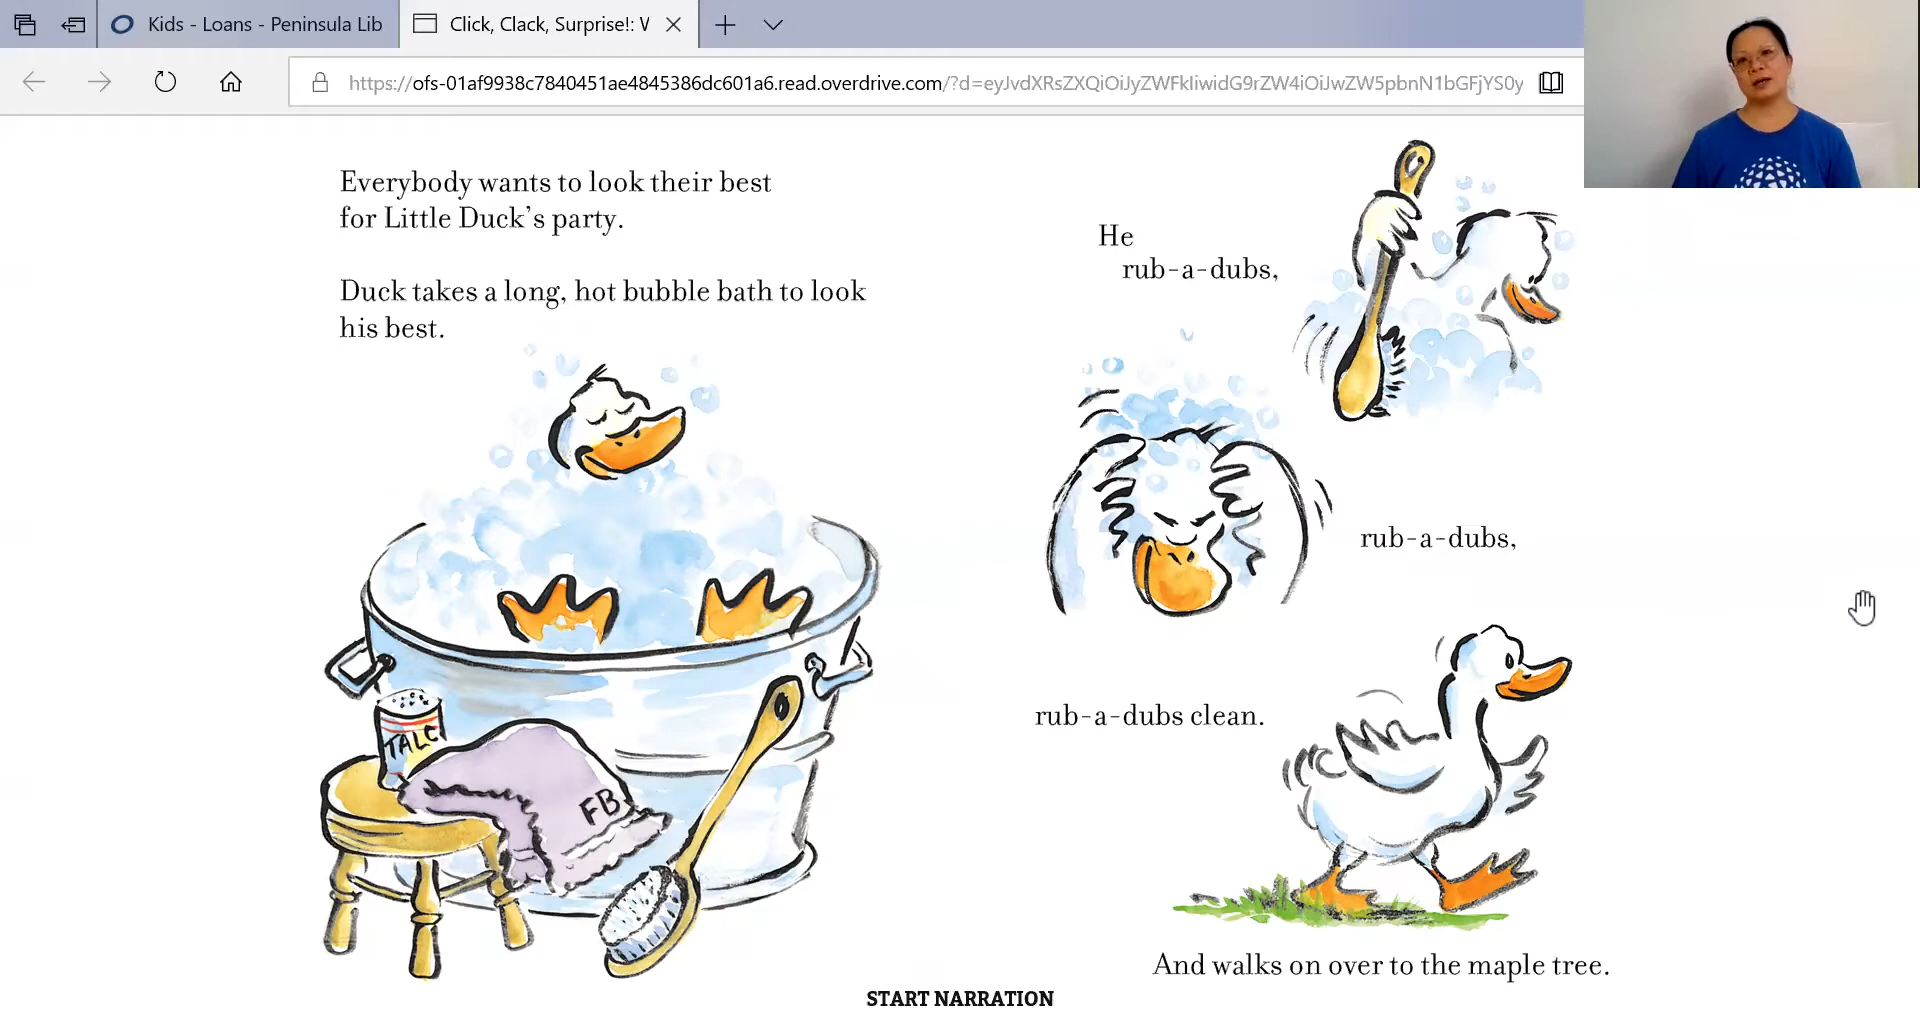 Kids - Loans - Peninsula Lib
Click, Clack, Surprise!: W
https://ofs-01af9938c7840451ae4845386dc601a6.read.overdrive.com/?d=eyJvdXRsZXQiOiJyZWFkIiwidG9rZW4iOiJwZW5pbnN1bGFjYS0y
Everybody wants to look their best
for Little Duck's party.
Duck takes a long, hot bubble bath to look
his best.
TALC
FB
He
rub-a-dubs,
rub-a-dubs,
rub-a-dubs clean.
And walks on over to the maple tree.
START NARRATION